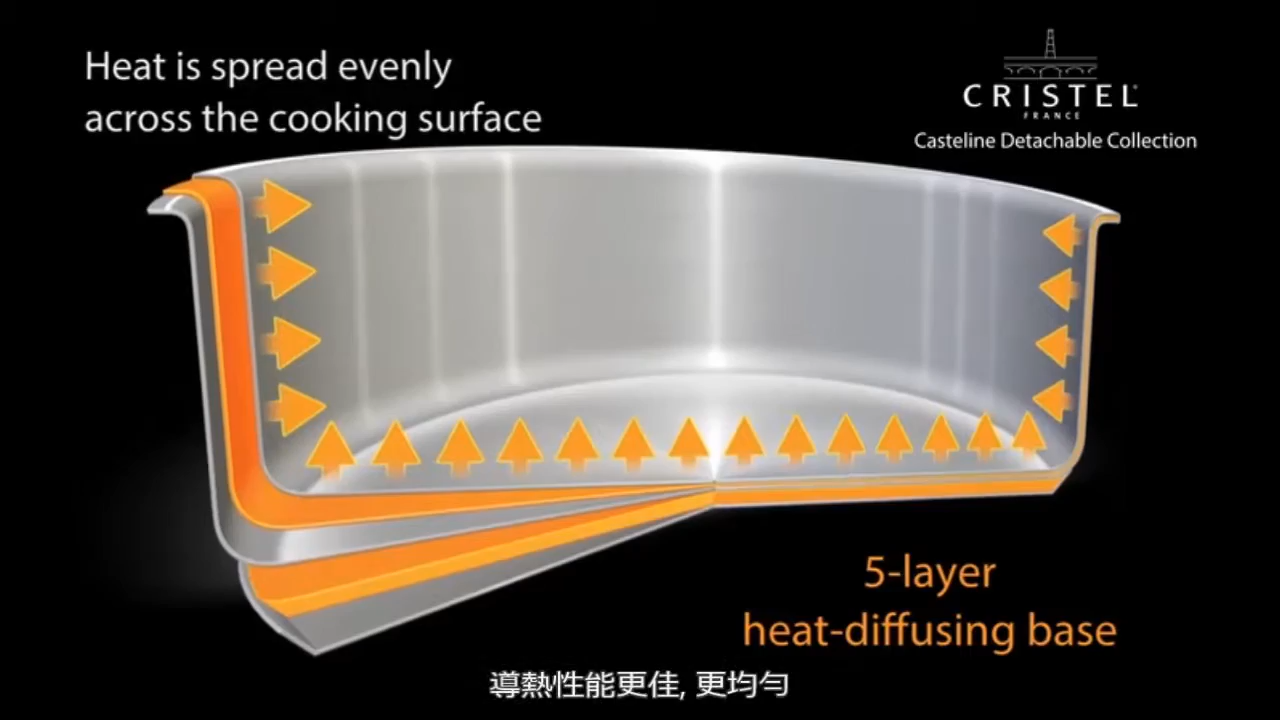 Heat is spread evenly
across the cooking surface
CRISTEL
FRANCE
Casteline Detachable Collection
5-layer
heat-diffusing base
導熱性能更佳, 更均勻